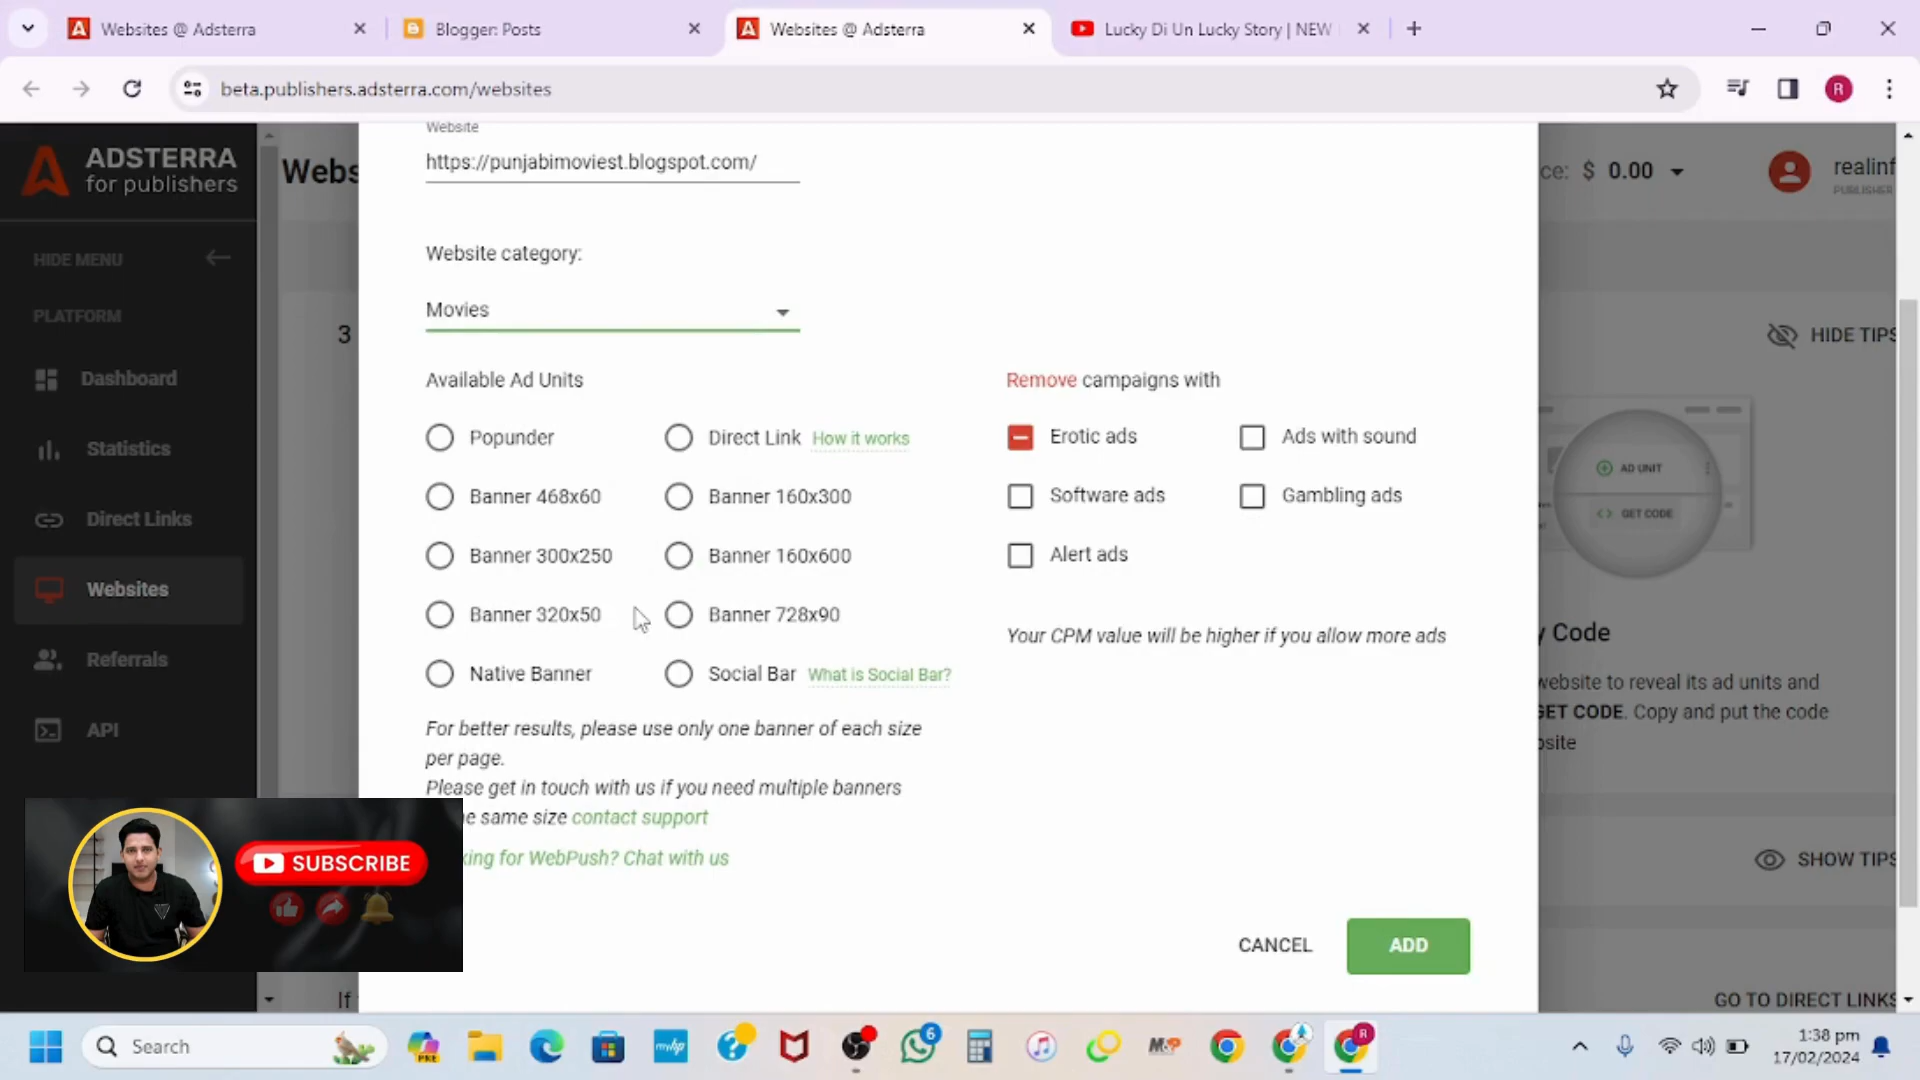 Websites @ Adsterra
Blogger: Posts
Websites @ Adsterra
Lucky Di Un Lucky Story | NEW
beta.publishers.adsterra.com/websites
R
ADSTERRA
for publishers
HIDE MENU
PLATFORM
Dashboard
Statistics
Direct Links
Websites
Referrals
API
Webs
3
If
Website
https://punjabimoviest.blogspot.com/
Website category:
Movies
Available Ad Units
Popunder
Direct Link How it works
Banner 468x60
Banner 160x300
Banner 300x250
Banner 160x600
Banner 320x50
Banner 728x90
Native Banner
Social Bar What is Social Bar?
For better results, please use only one banner of each size
per page.
Please get in touch with us if you need multiple banners
e same size contact support
king for WebPush? Chat with us
Remove campaigns with
Erotic ads
Ads with sound
Software ads
Gambling ads
Alert ads
Your CPM value will be higher if you allow more ads
CANCEL
ADD
ce: $ 0.00
realinf
PUBLISHER
HIDE TIPS
AD UNIT
<> GET CODE
y Code
website to reveal its ad units and
GET CODE. Copy and put the code
bsite
SHOW TIPS
GO TO DIRECT LINKS
SUBSCRIBE
Search
PRE
myhp
6
R
1:38 pm
17/02/2024